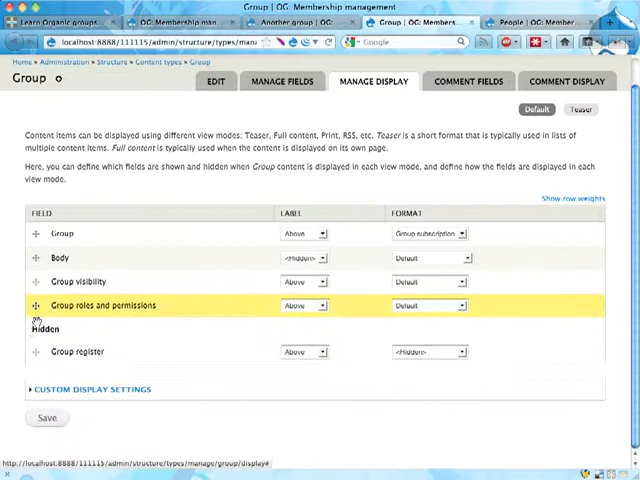 Group | OG: Membership management
Learn Organic groups...
OG: Membership man...
Another group | OG:...
Group | OG: Members...
People | OG: Member...
localhost:8888/111115/admin/structure/types/man
Google
Home » Administration » Structure » Content types » Group
Group
EDIT
MANAGE FIELDS
MANAGE DISPLAY
COMMENT FIELDS
COMMENT DISPLAY
Default
Teaser
Content items can be displayed using different view modes: Teaser, Full content, Print, RSS, etc. Teaser is a short format that is typically used in lists of
multiple content items. Full content is typically used when the content is displayed on its own page.
Here, you can define which fields are shown and hidden when Group content is displayed in each view mode, and define how the fields are displayed in each
view mode.
Show row weights
FIELD LABEL FORMAT
Group Above Group subscription
Body <Hidden> Default
Group visibility Above Default
Group roles and permissions Above Default
Hidden
Group register Above <Hidden>
CUSTOM DISPLAY SETTINGS
Save
http://localhost:8888/111115/admin/structure/types/manage/group/display#